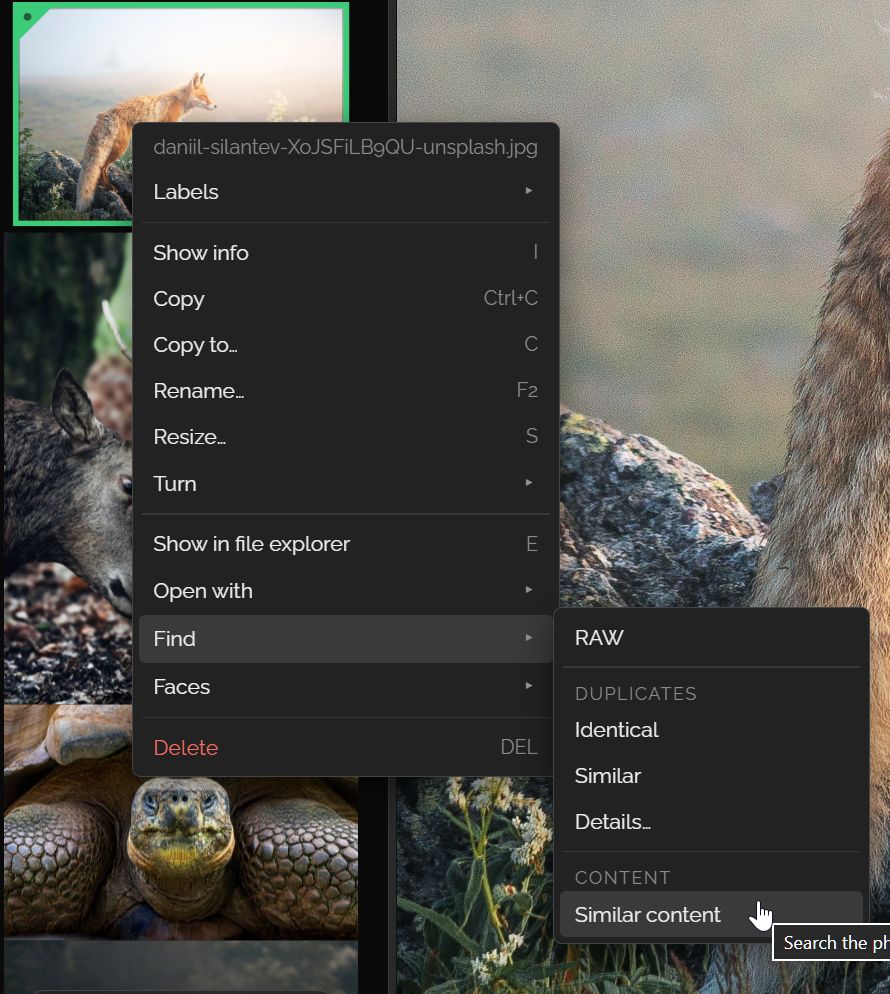 daniil-silantev-XoJSFiLB9QU-unsplash.jpg
Labels
Show info I
Copy Ctrl+C
Copy to… C
Rename… F2
Resize… S
Turn
Show in file explorer E
Open with
Find
Faces
Delete DEL
RAW
DUPLICATES
Identical
Similar
Details…
CONTENT
Similar content
Search the